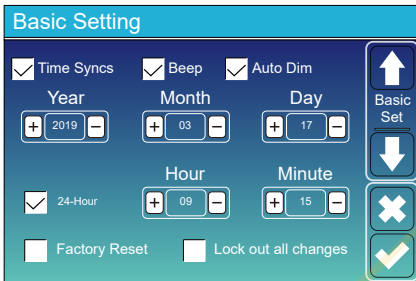 Basic Setting
Time Syncs Beep Auto Dim
Year Month Day
+ 2019 − + 03 − + 17 −
Basic
Set
Hour Minute
24-Hour + 09 − + 15 −
Factory Reset Lock out all changes